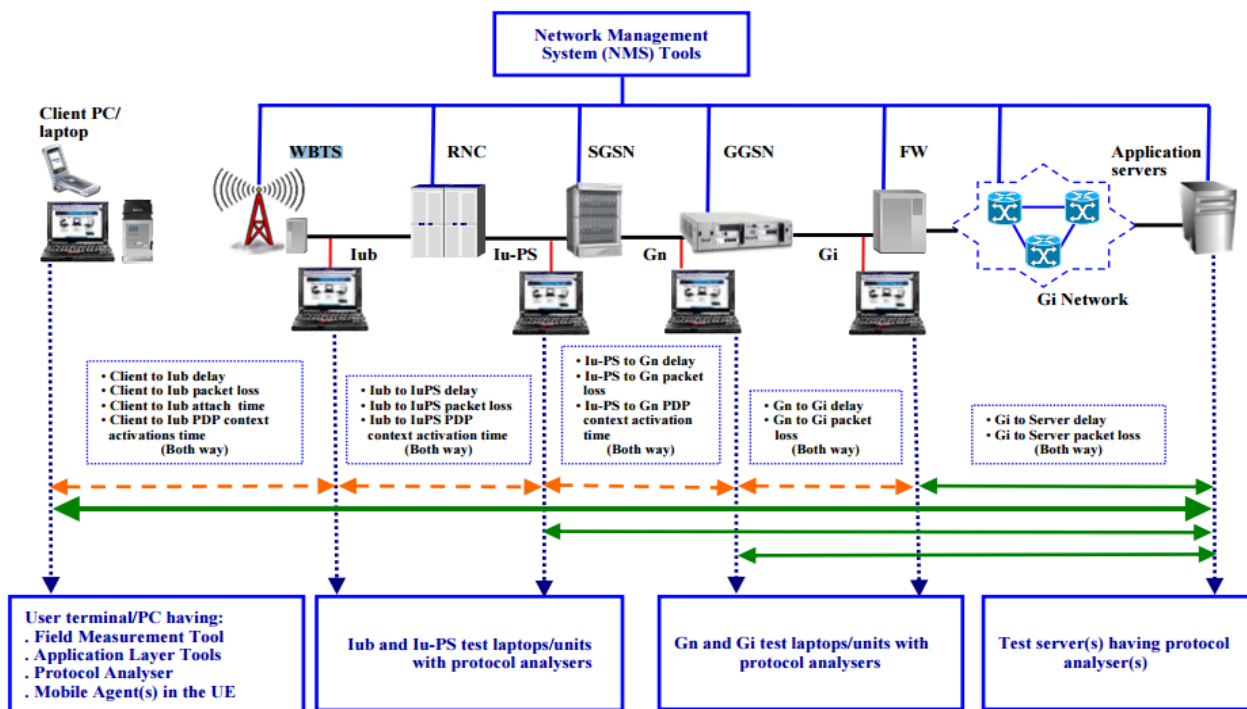 Network Management
System (NMS) Tools
Client PC/
laptop
WBTS
RNC
SGSN
GGSN
FW
Application
servers
Iub
Iu-PS
Gn
Gi
Gi Network
• Client to Iub delay
• Client to Iub packet loss
• Client to Iub attach time
• Client to Iub PDP context
activations time
(Both way)
• Iub to IuPS delay
• Iub to IuPS packet loss
• Iub to IuPS PDP
context activation time
(Both way)
• Iu-PS to Gn delay
• Iu-PS to Gn packet
loss
• Iu-PS to Gn PDP
context activation
time
(Both way)
• Gn to Gi delay
• Gn to Gi packet
loss
(Both way)
• Gi to Server delay
• Gi to Server packet loss
(Both way)
User terminal/PC having:
. Field Measurement Tool
. Application Layer Tools
. Protocol Analyser
. Mobile Agent(s) in the UE
Iub and Iu-PS test laptops/units
with protocol analysers
Gn and Gi test laptops/units with
protocol analysers
Test server(s) having protocol
analyser(s)